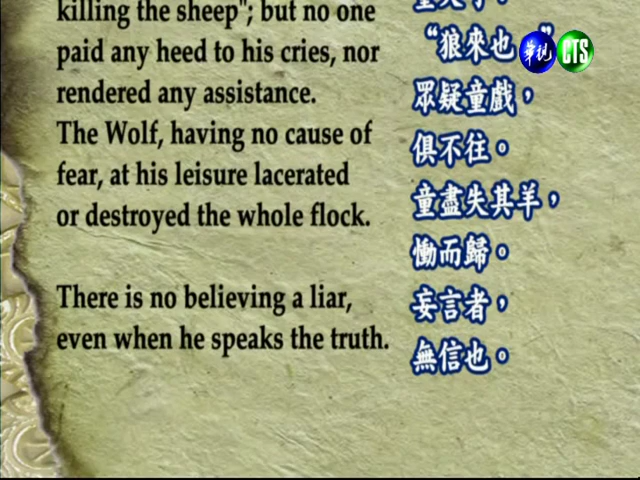 killing the sheep"; but no one
paid any heed to his cries, nor
rendered any assistance.
The Wolf, having no cause of
fear, at his leisure lacerated
or destroyed the whole flock.
There is no believing a liar,
even when he speaks the truth.
“狼來也
眾疑童戲，
俱不往。
童盡失其羊，
慟而歸。
妄言者，
無信也。
華視 CTS